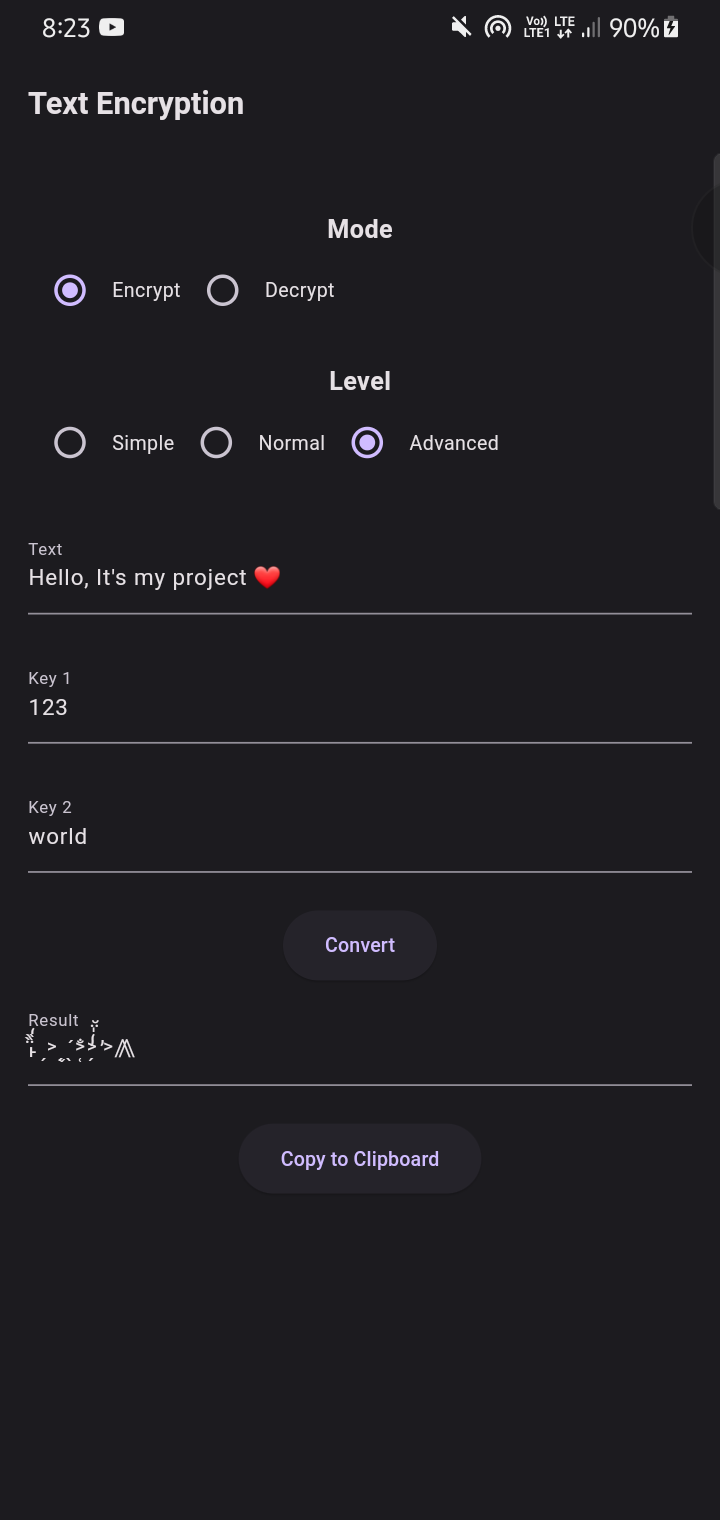 8:23 Vo)) LTE1 LTE 90%
Text Encryption
Mode
Encrypt Decrypt
Level
Simple Normal Advanced
Text
Hello, It's my project ❤️
Key 1
123
Key 2
world
Convert
Result
Copy to Clipboard